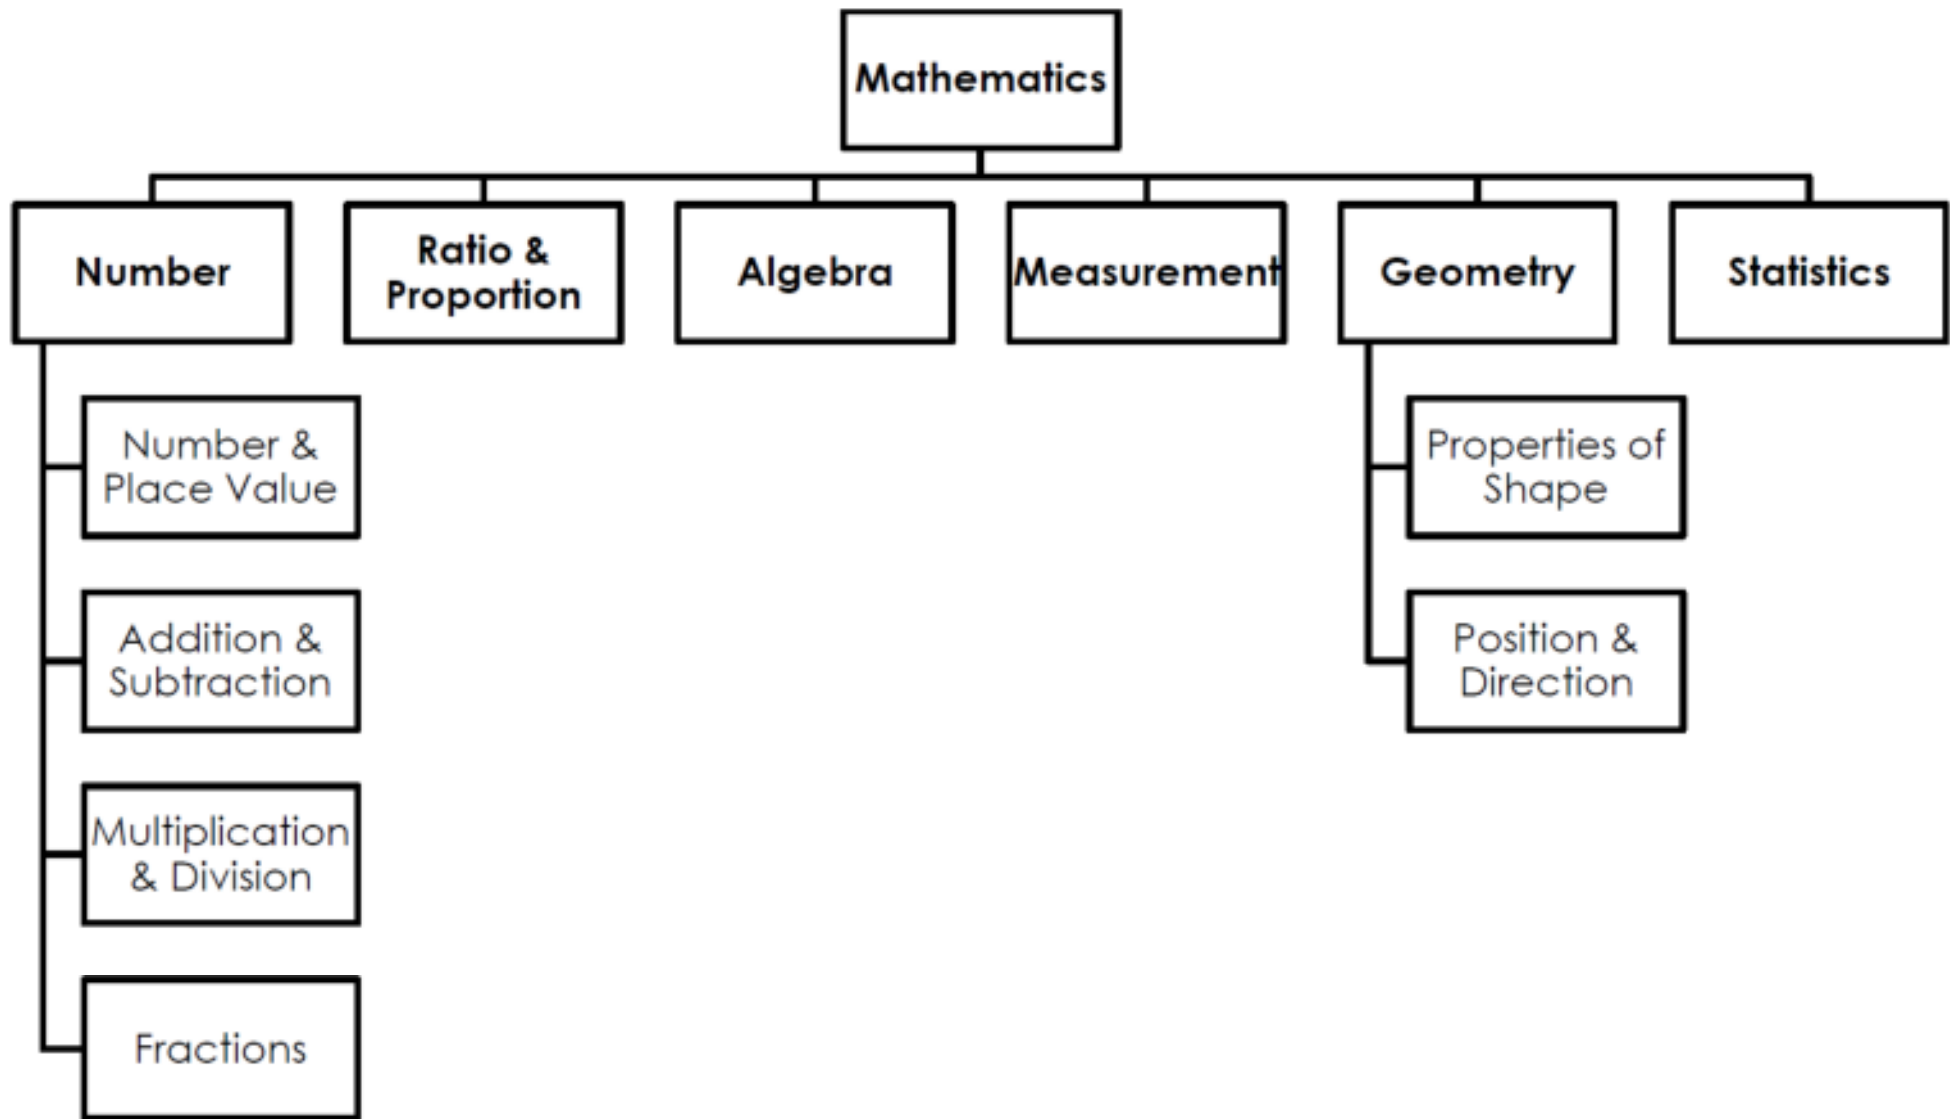 Mathematics
Number
Ratio &
Proportion
Algebra
Measurement
Geometry
Statistics
Number &
Place Value
Addition &
Subtraction
Multiplication
& Division
Fractions
Properties of
Shape
Position &
Direction